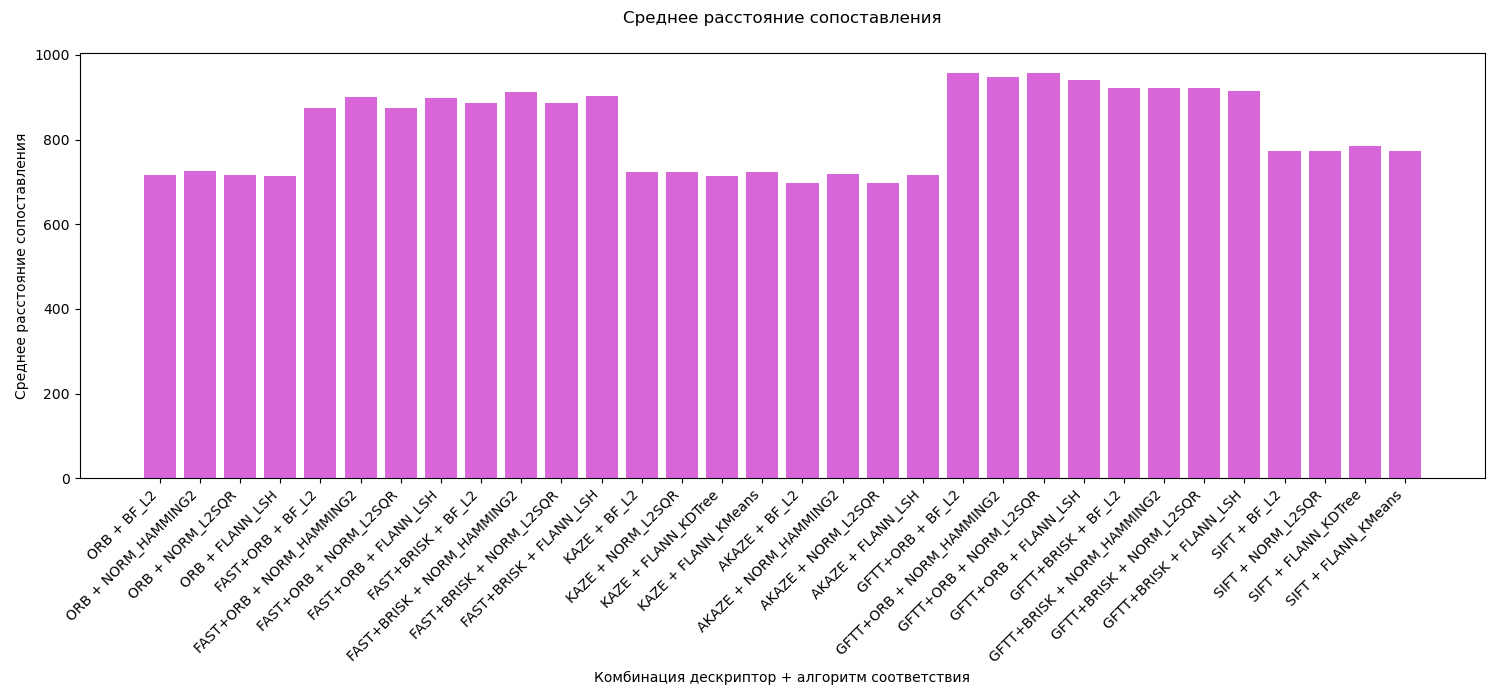 Среднее расстояние сопоставления
1000
800
600
400
200
0
Среднее расстояние сопоставления
ORB + BF_L2
ORB + NORM_HAMMING2
ORB + NORM_L2SQR
ORB + FLANN_LSH
FAST+ORB + BF_L2
FAST+ORB + NORM_HAMMING2
FAST+ORB + NORM_L2SQR
FAST+ORB + FLANN_LSH
FAST+BRISK + BF_L2
FAST+BRISK + NORM_HAMMING2
FAST+BRISK + NORM_L2SQR
FAST+BRISK + FLANN_LSH
KAZE + BF_L2
KAZE + NORM_L2SQR
KAZE + FLANN_KDTree
KAZE + FLANN_KMeans
AKAZE + BF_L2
AKAZE + NORM_HAMMING2
AKAZE + NORM_L2SQR
AKAZE + FLANN_LSH
GFTT+ORB + BF_L2
GFTT+ORB + NORM_HAMMING2
GFTT+ORB + NORM_L2SQR
GFTT+ORB + FLANN_LSH
GFTT+BRISK + BF_L2
GFTT+BRISK + NORM_HAMMING2
GFTT+BRISK + NORM_L2SQR
GFTT+BRISK + FLANN_LSH
SIFT + BF_L2
SIFT + NORM_L2SQR
SIFT + FLANN_KDTree
SIFT + FLANN_KMeans
Комбинация дескриптор + алгоритм соответствия